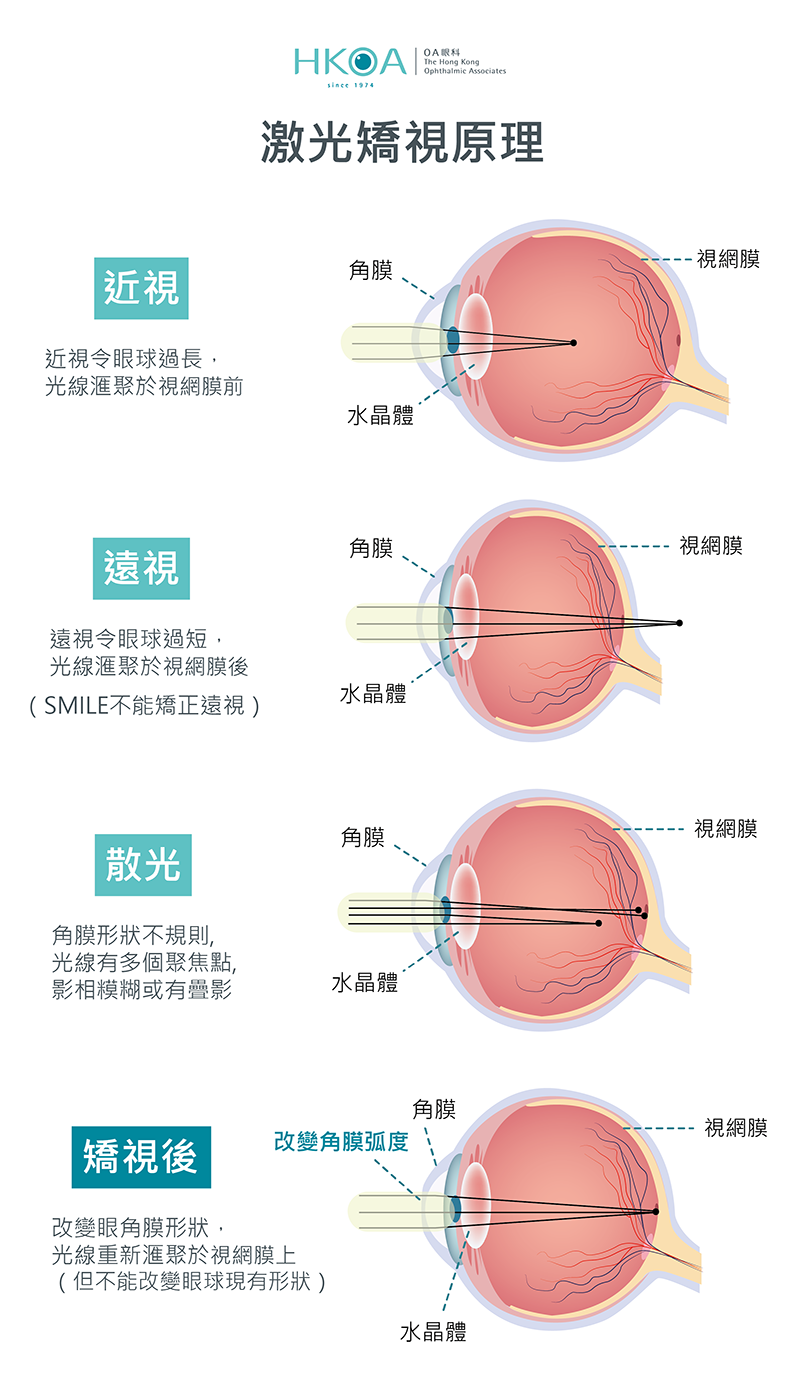 HKOA
OA眼科
The Hong Kong
Ophthalmic Associates
since 1974
激光矯視原理
近視
近視令眼球過長，
光線滙聚於視網膜前
角膜
視網膜
水晶體
遠視
遠視令眼球過短，
光線滙聚於視網膜後
（SMILE不能矯正遠視）
角膜
視網膜
水晶體
散光
角膜形狀不規則,
光線有多個聚焦點,
影相模糊或有疊影
角膜
視網膜
水晶體
矯視後
改變眼角膜形狀，
光線重新滙聚於視網膜上
（但不能改變眼球現有形狀）
角膜
改變角膜弧度
視網膜
水晶體